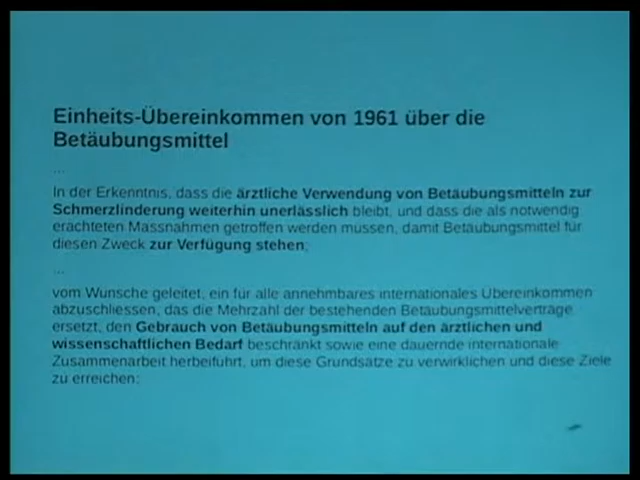 Einheits-Übereinkommen von 1961 über die
Betäubungsmittel
...
In der Erkenntnis, dass die ärztliche Verwendung von Betäubungsmitteln zur
Schmerzlinderung weiterhin unerlässlich bleibt, und dass die als notwendig
erachteten Massnahmen getroffen werden müssen, damit Betäubungsmittel für
diesen Zweck zur Verfügung stehen;
...
vom Wunsche geleitet, ein für alle annehmbares internationales Übereinkommen
abzuschliessen, das die Mehrzahl der bestehenden Betäubungsmittelverträge
ersetzt, den Gebrauch von Betäubungsmitteln auf den ärztlichen und
wissenschaftlichen Bedarf beschränkt sowie eine dauernde internationale
Zusammenarbeit herbeiführt, um diese Grundsätze zu verwirklichen und diese Ziele
zu erreichen;